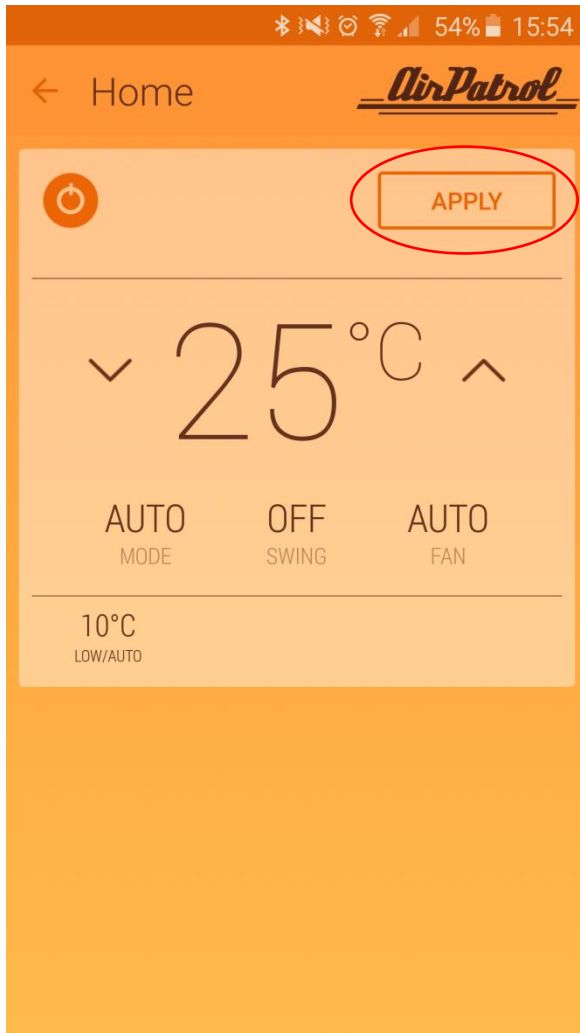 54% 15:54
Home AirPatrol
APPLY
25°C
AUTO OFF AUTO
MODE SWING FAN
10°C
LOW/AUTO